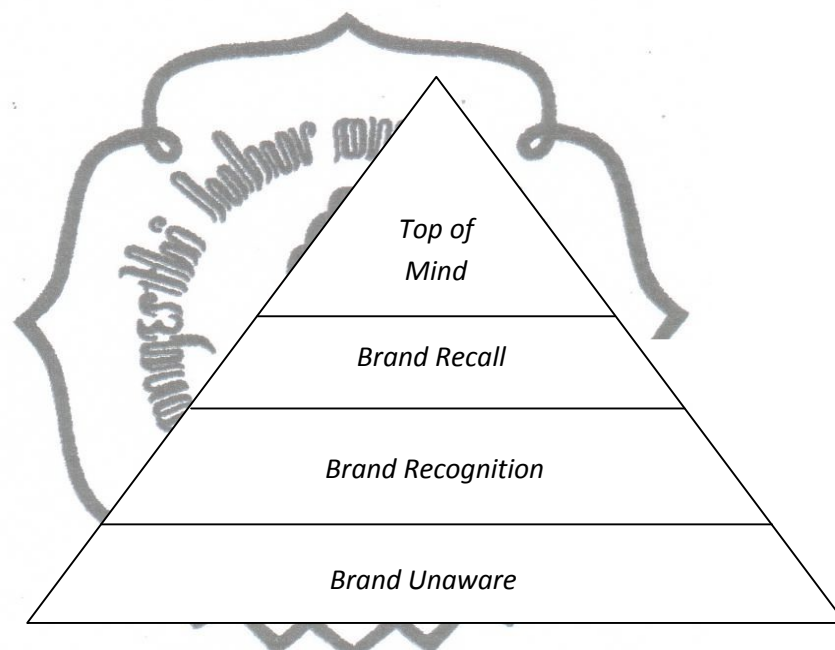 Top of
Mind
Brand Recall
Brand Recognition
Brand Unaware